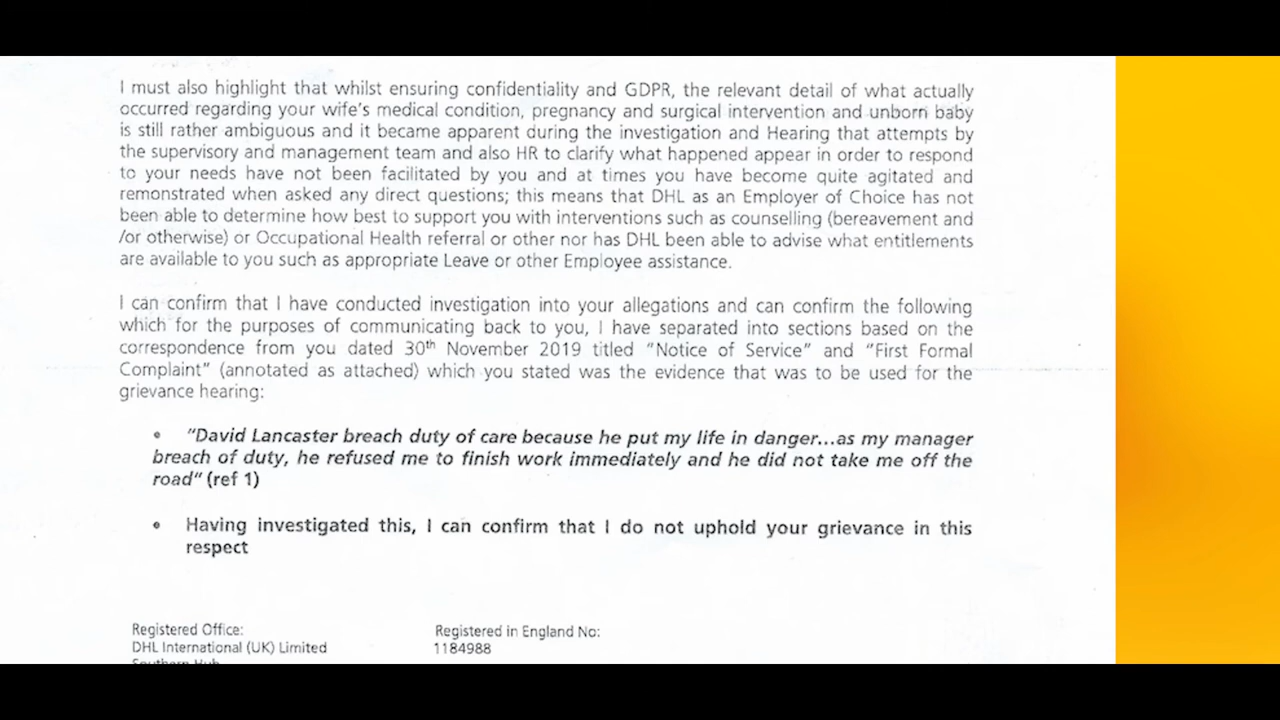 I must also highlight that whilst ensuring confidentiality and GDPR, the relevant detail of what actually
occurred regarding your wife's medical condition, pregnancy and surgical intervention and unborn baby
is still rather ambiguous and it became apparent during the investigation and Hearing that attempts by
the supervisory and management team and also HR to clarify what happened appear in order to respond
to your needs have not been facilitated by you and at times you have become quite agitated and
remonstrated when asked any direct questions; this means that DHL as an Employer of Choice has not
been able to determine how best to support you with interventions such as counselling (bereavement and
/or otherwise) or Occupational Health referral or other nor has DHL been able to advise what entitlements
are available to you such as appropriate Leave or other Employee assistance.
I can confirm that I have conducted investigation into your allegations and can confirm the following
which for the purposes of communicating back to you, I have separated into sections based on the
correspondence from you dated 30th November 2019 titled "Notice of Service" and "First Formal
Complaint" (annotated as attached) which you stated was the evidence that was to be used for the
grievance hearing:
• "David Lancaster breach duty of care because he put my life in danger...as my manager
breach of duty, he refused me to finish work immediately and he did not take me off the
road" (ref 1)
• Having investigated this, I can confirm that I do not uphold your grievance in this
respect
Registered Office:
DHL International (UK) Limited
Southern Hub
Registered in England No:
1184988